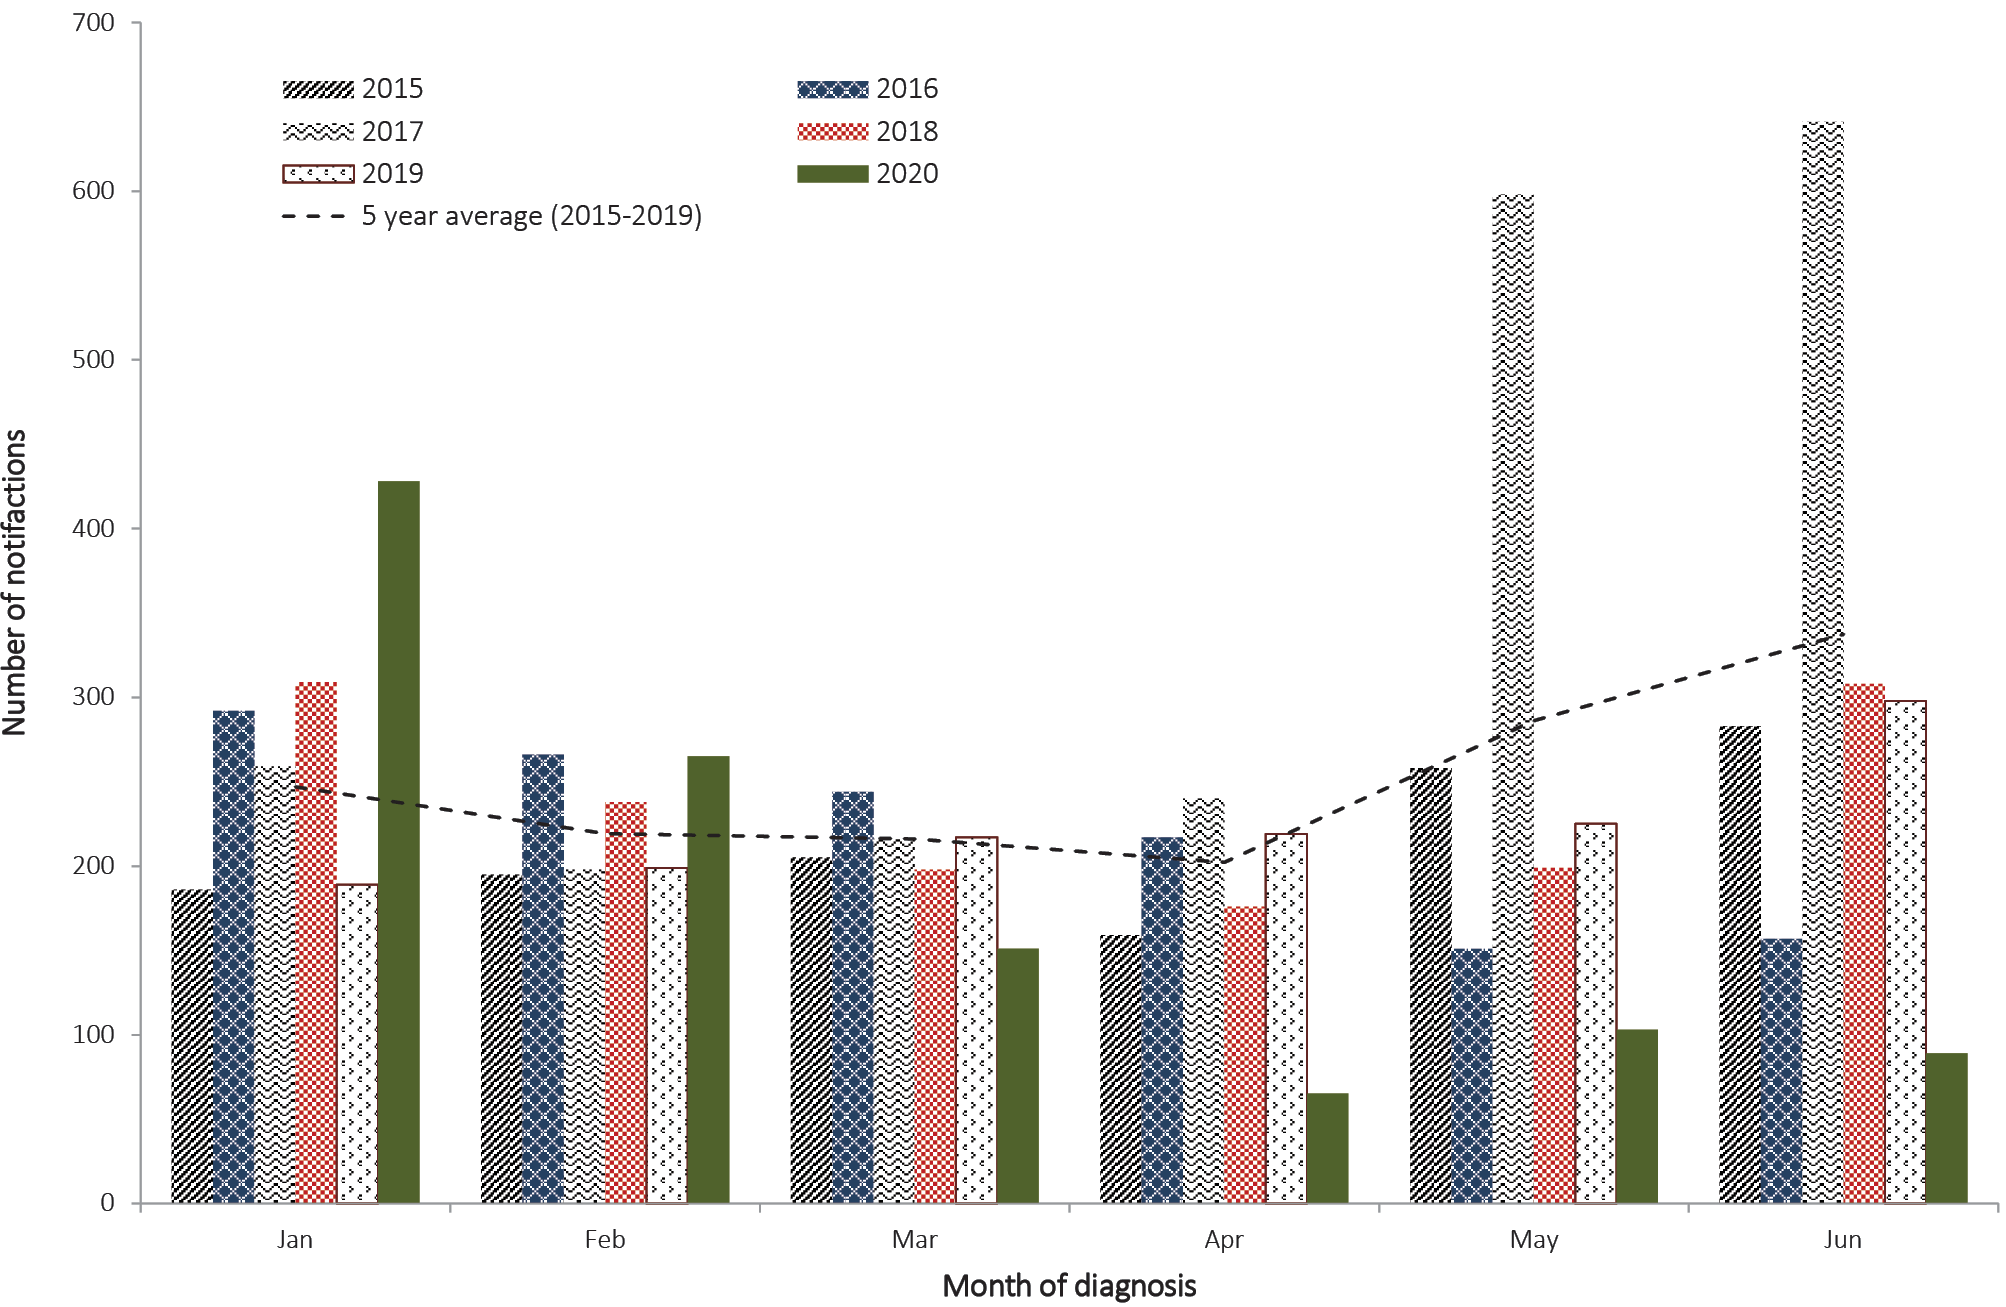 Number of notifactions
700
600
500
400
300
200
100
0
2015
2016
2017
2018
2019
2020
5 year average (2015-2019)
Jan
Feb
Mar
Apr
May
Jun
Month of diagnosis